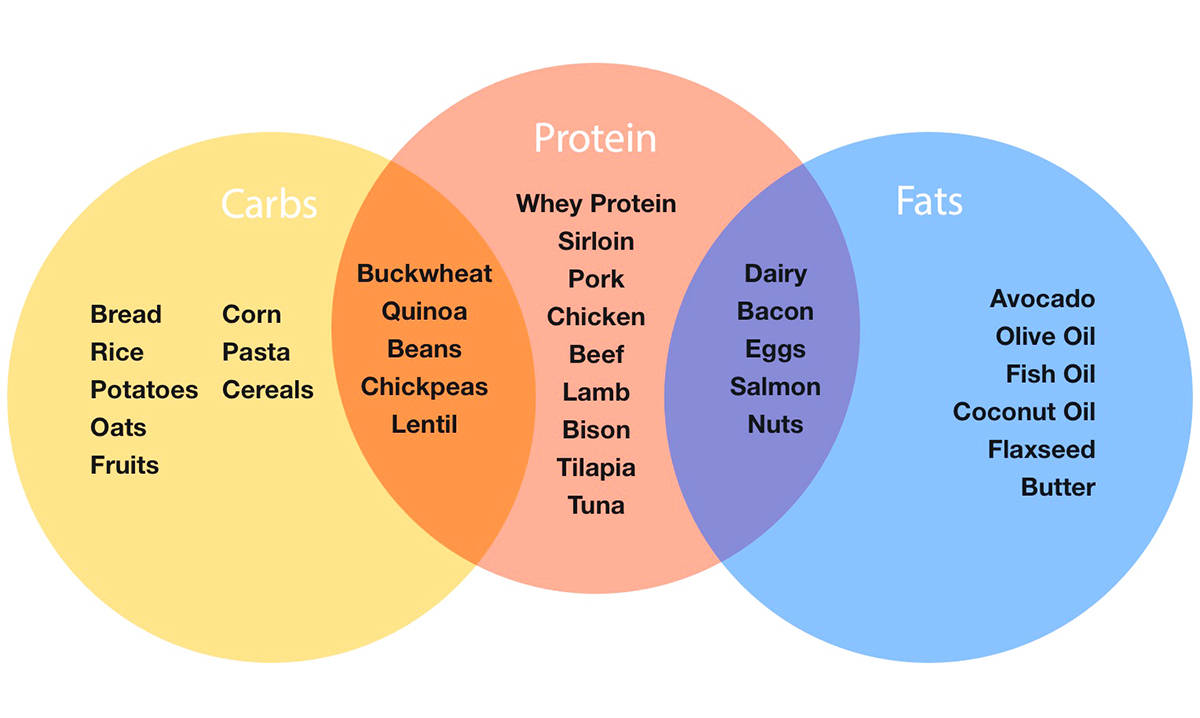 Carbs
Bread
Rice
Potatoes
Oats
Fruits
Corn
Pasta
Cereals
Buckwheat
Quinoa
Beans
Chickpeas
Lentil
Protein
Whey Protein
Sirloin
Pork
Chicken
Beef
Lamb
Bison
Tilapia
Tuna
Dairy
Bacon
Eggs
Salmon
Nuts
Fats
Avocado
Olive Oil
Fish Oil
Coconut Oil
Flaxseed
Butter